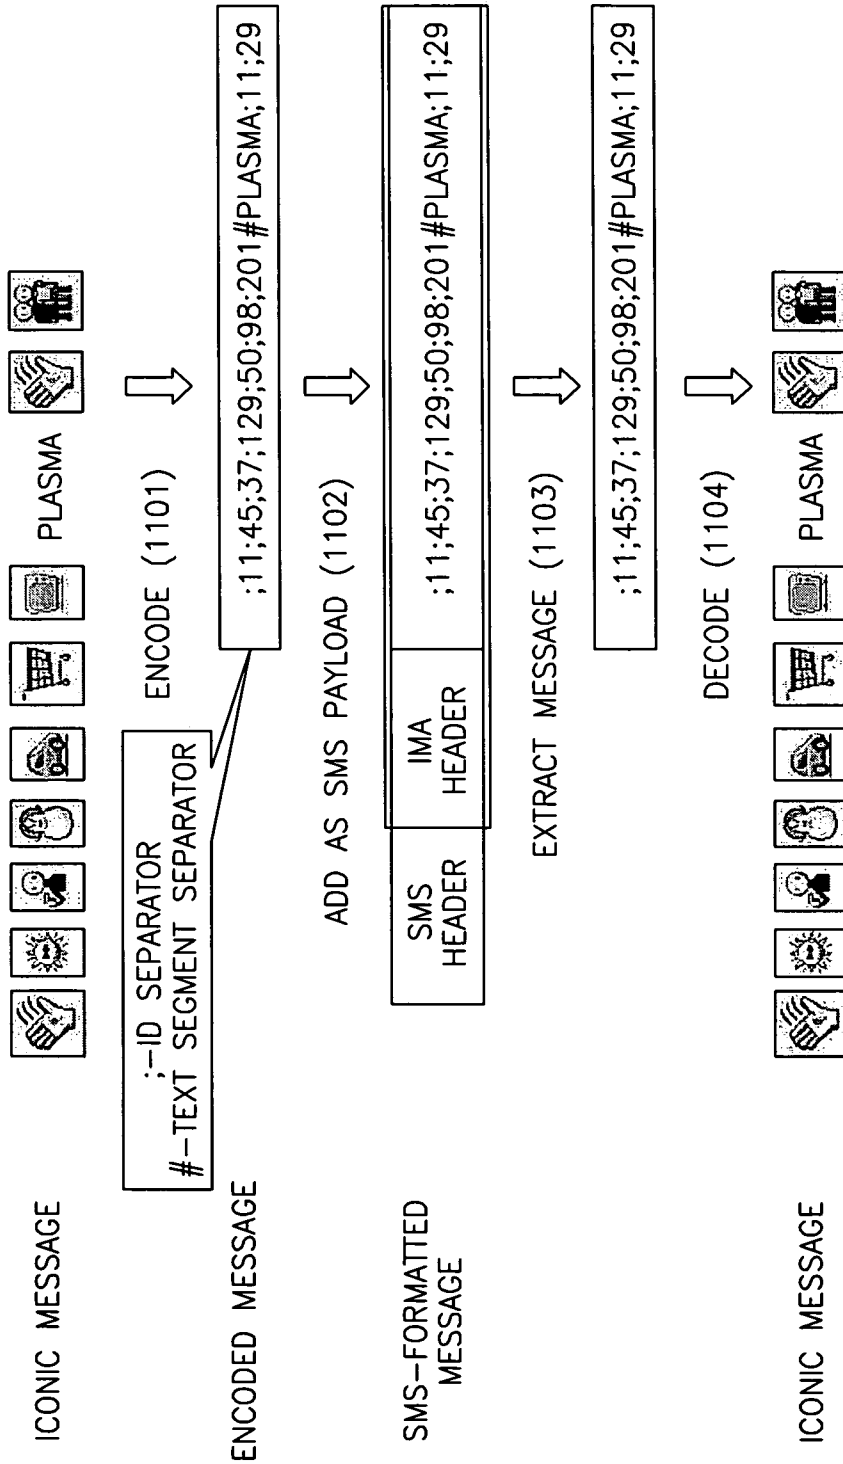 ICONIC MESSAGE
PLASMA
ENCODE (1101)
;-ID SEPARATOR
#-TEXT SEGMENT SEPARATOR
ENCODED MESSAGE
;11;45;37;129;50;98;201#PLASMA;11;29
ADD AS SMS PAYLOAD (1102)
SMS-FORMATTED
MESSAGE
SMS
HEADER
IMA
HEADER
;11;45;37;129;50;98;201#PLASMA;11;29
EXTRACT MESSAGE (1103)
;11;45;37;129;50;98;201#PLASMA;11;29
DECODE (1104)
ICONIC MESSAGE
PLASMA